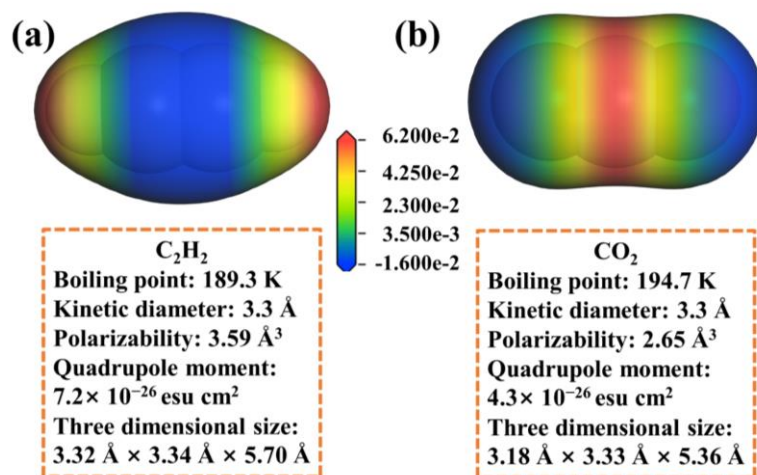 (a)
(b)
6.200e-2
4.250e-2
2.300e-2
3.500e-3
-1.600e-2
C₂H₂
Boiling point: 189.3 K
Kinetic diameter: 3.3 Å
Polarizability: 3.59 Å³
Quadrupole moment:
7.2× 10⁻²⁶ esu cm²
Three dimensional size:
3.32 Å × 3.34 Å × 5.70 Å
CO₂
Boiling point: 194.7 K
Kinetic diameter: 3.3 Å
Polarizability: 2.65 Å³
Quadrupole moment:
4.3× 10⁻²⁶ esu cm²
Three dimensional size:
3.18 Å × 3.33 Å × 5.36 Å